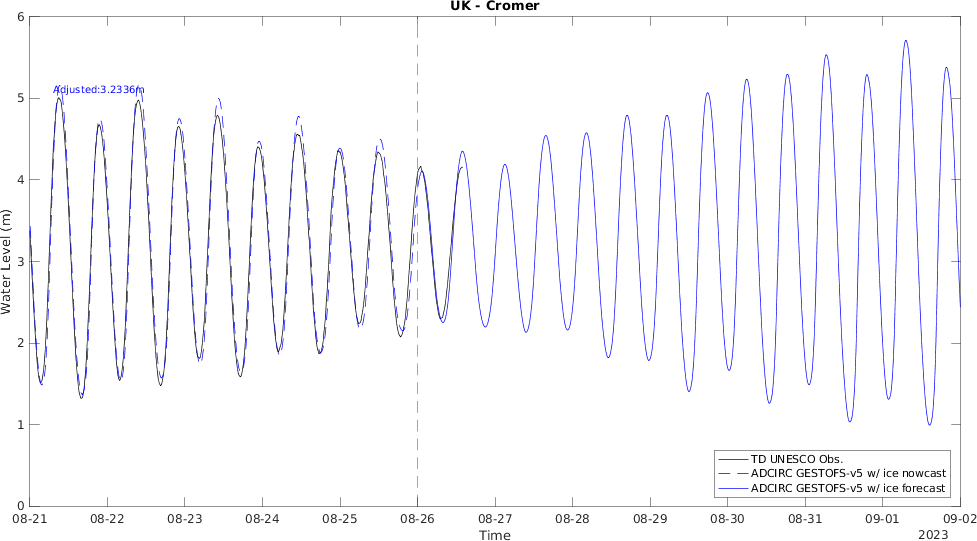 UK - Cromer
6
5
4
3
2
1
0
Water Level (m)
Adjusted:3.2336m
TD UNESCO Obs.
ADCIRC GESTOFS-v5 w/ ice nowcast
ADCIRC GESTOFS-v5 w/ ice forecast
08-21 08-22 08-23 08-24 08-25 08-26 08-27 08-28 08-29 08-30 08-31 09-01 09-02
Time
2023